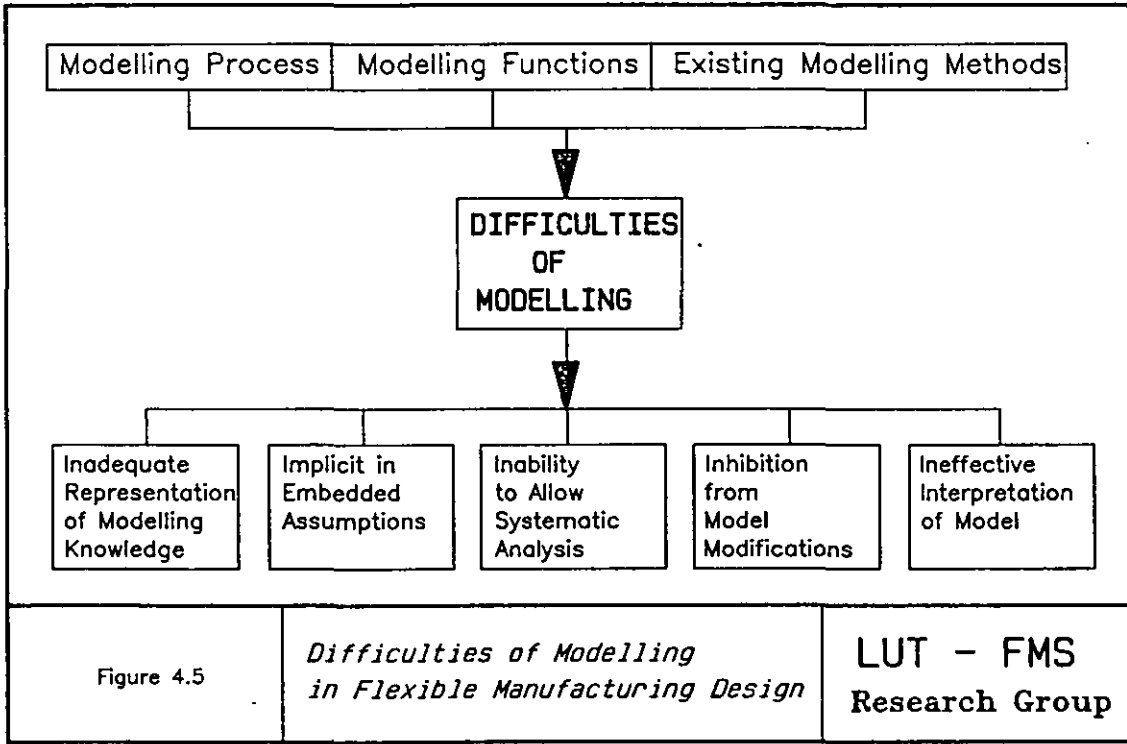 Modelling Process Modelling Functions Existing Modelling Methods
DIFFICULTIES
OF
MODELLING
Inadequate
Representation
of Modelling
Knowledge
Implicit in
Embedded
Assumptions
Inability
to Allow
Systematic
Analysis
Inhibition
from
Model
Modifications
Ineffective
Interpretation
of Model
Figure 4.5
Difficulties of Modelling
in Flexible Manufacturing Design
LUT - FMS
Research Group